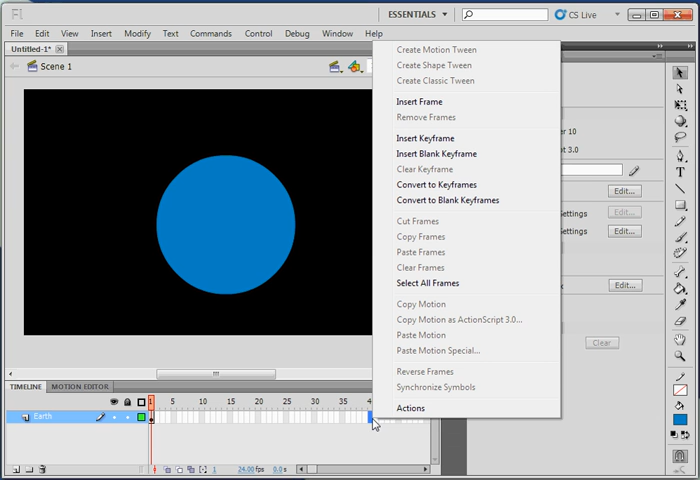 Fl
ESSENTIALS
CS Live
File Edit View Insert Modify Text Commands Control Debug Window Help
Untitled-1*
Scene 1
Create Motion Tween
Create Shape Tween
Create Classic Tween
Insert Frame
Remove Frames
Insert Keyframe
Insert Blank Keyframe
Clear Keyframe
Convert to Keyframes
Convert to Blank Keyframes
Cut Frames
Copy Frames
Paste Frames
Clear Frames
Select All Frames
Copy Motion
Copy Motion as ActionScript 3.0...
Paste Motion
Paste Motion Special...
Reverse Frames
Synchronize Symbols
Actions
er 10
pt 3.0
Edit...
Settings
Edit...
Settings
Edit...
x
Edit...
Clear
T
TIMELINE MOTION EDITOR
1 5 10 15 20 25 30 35 4
Earth
1 24.00 fps 0.0 s